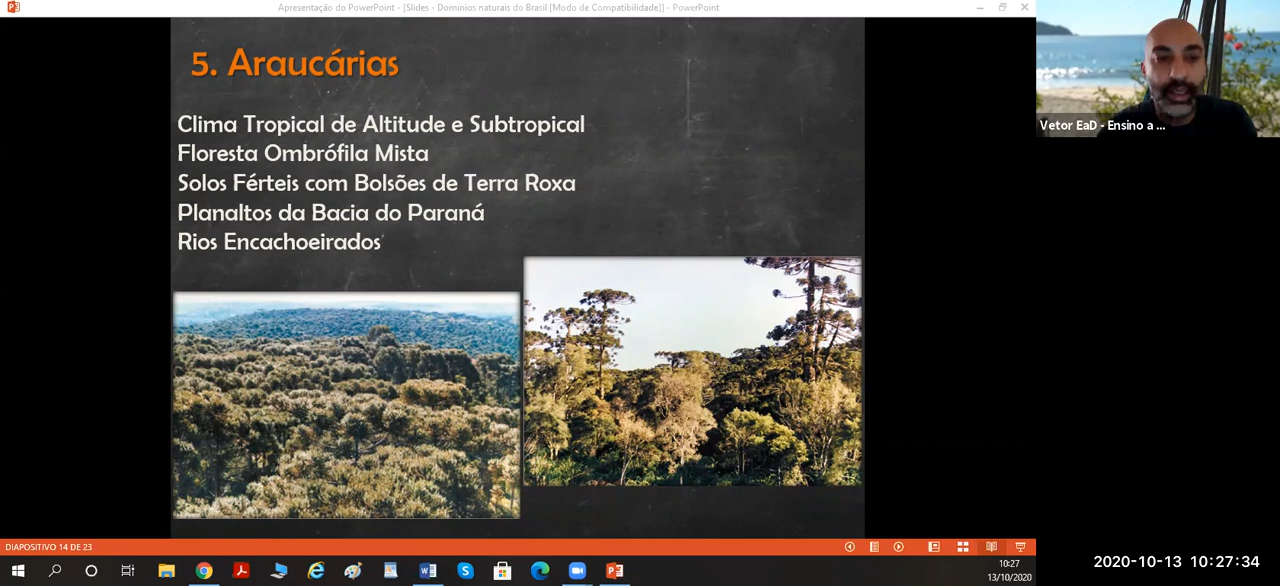 Apresentação do PowerPoint - [Slides - Domínios naturais do Brasil [Modo de Compatibilidade]] - PowerPoint
5. Araucárias
Clima Tropical de Altitude e Subtropical
Floresta Ombrófila Mista
Solos Férteis com Bolsões de Terra Roxa
Planaltos da Bacia do Paraná
Rios Encachoeirados
Vetor EaD - Ensino a ...
DIAPOSITIVO 14 DE 23
10:27
13/10/2020
2020-10-13 10:27:34